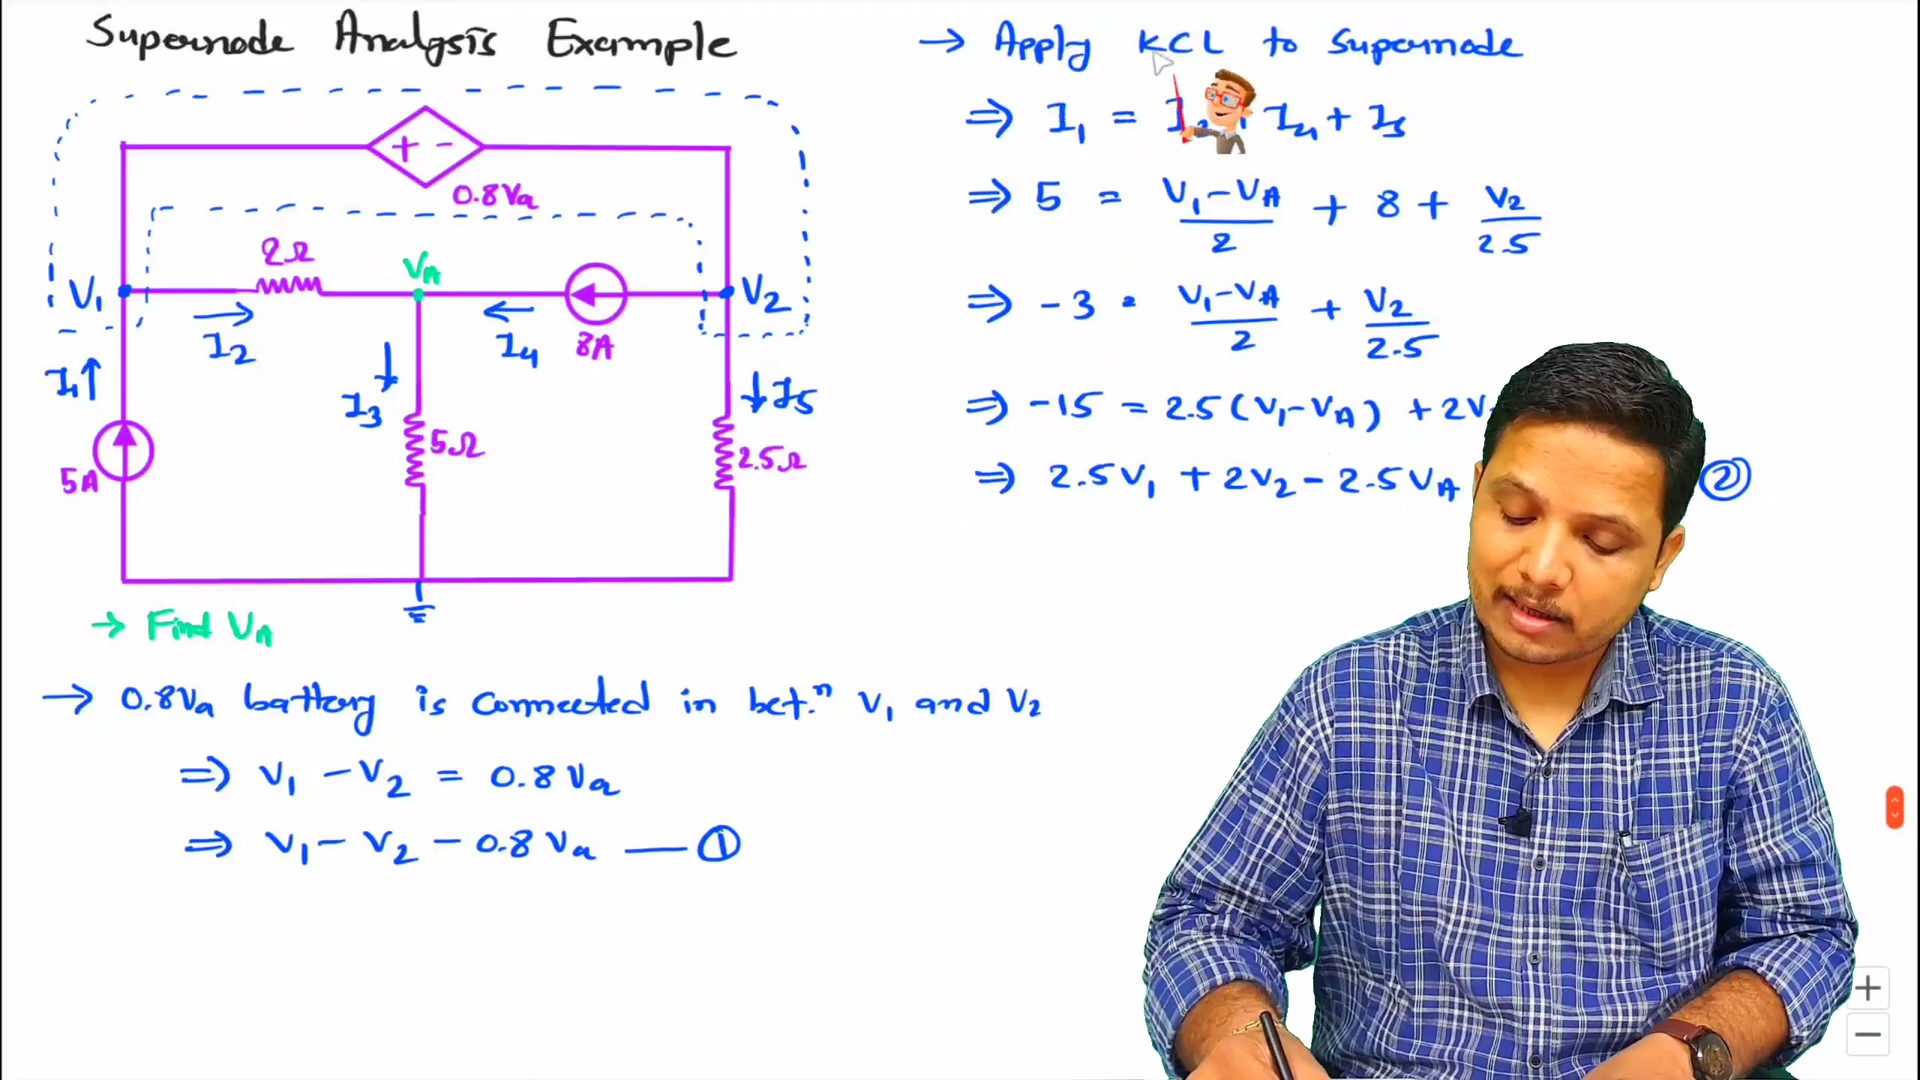 Supernode Analysis Example
+ -
0.8Va
2Ω
VA
V1
V2
I2
I4
8A
I1
I3
I5
5Ω
2.5Ω
5A
→ Find VA
→ 0.8Va battery is connected in bet.n V1 and V2
⇒ V1 - V2 = 0.8Va
⇒ V1 - V2 - 0.8Va — ①
→ Apply KCL to Supernode
⇒ I1 = I4 + I5
⇒ 5 = (V1-VA)/2 + 8 + V2/2.5
⇒ -3 = (V1-VA)/2 + V2/2.5
⇒ -15 = 2.5(V1-VA) + 2V
⇒ 2.5V1 + 2V2 - 2.5VA ②